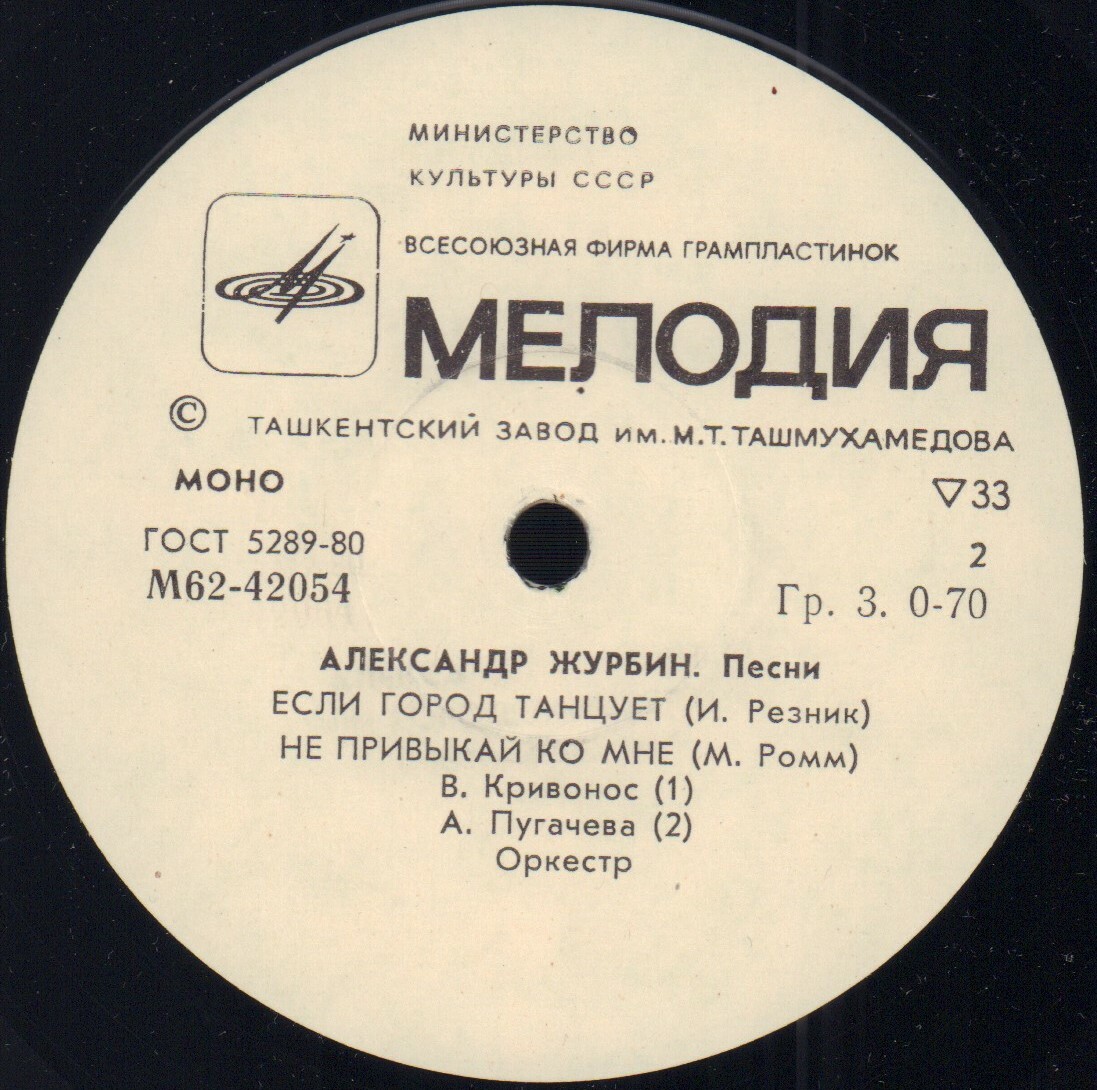 МИНИСТЕРСТВО
КУЛЬТУРЫ СССР
ВСЕСОЮЗНАЯ ФИРМА ГРАМПЛАСТИНОК
МЕЛОДИЯ
© ТАШКЕНТСКИЙ ЗАВОД им. М.Т. ТАШМУХАМЕДОВА
МОНО ▽33
ГОСТ 5289-80 2
М62-42054 Гр. 3. 0-70
АЛЕКСАНДР ЖУРБИН. Песни
ЕСЛИ ГОРОД ТАНЦУЕТ (И. Резник)
НЕ ПРИВЫКАЙ КО МНЕ (М. Ромм)
В. Кривонос (1)
А. Пугачева (2)
Оркестр